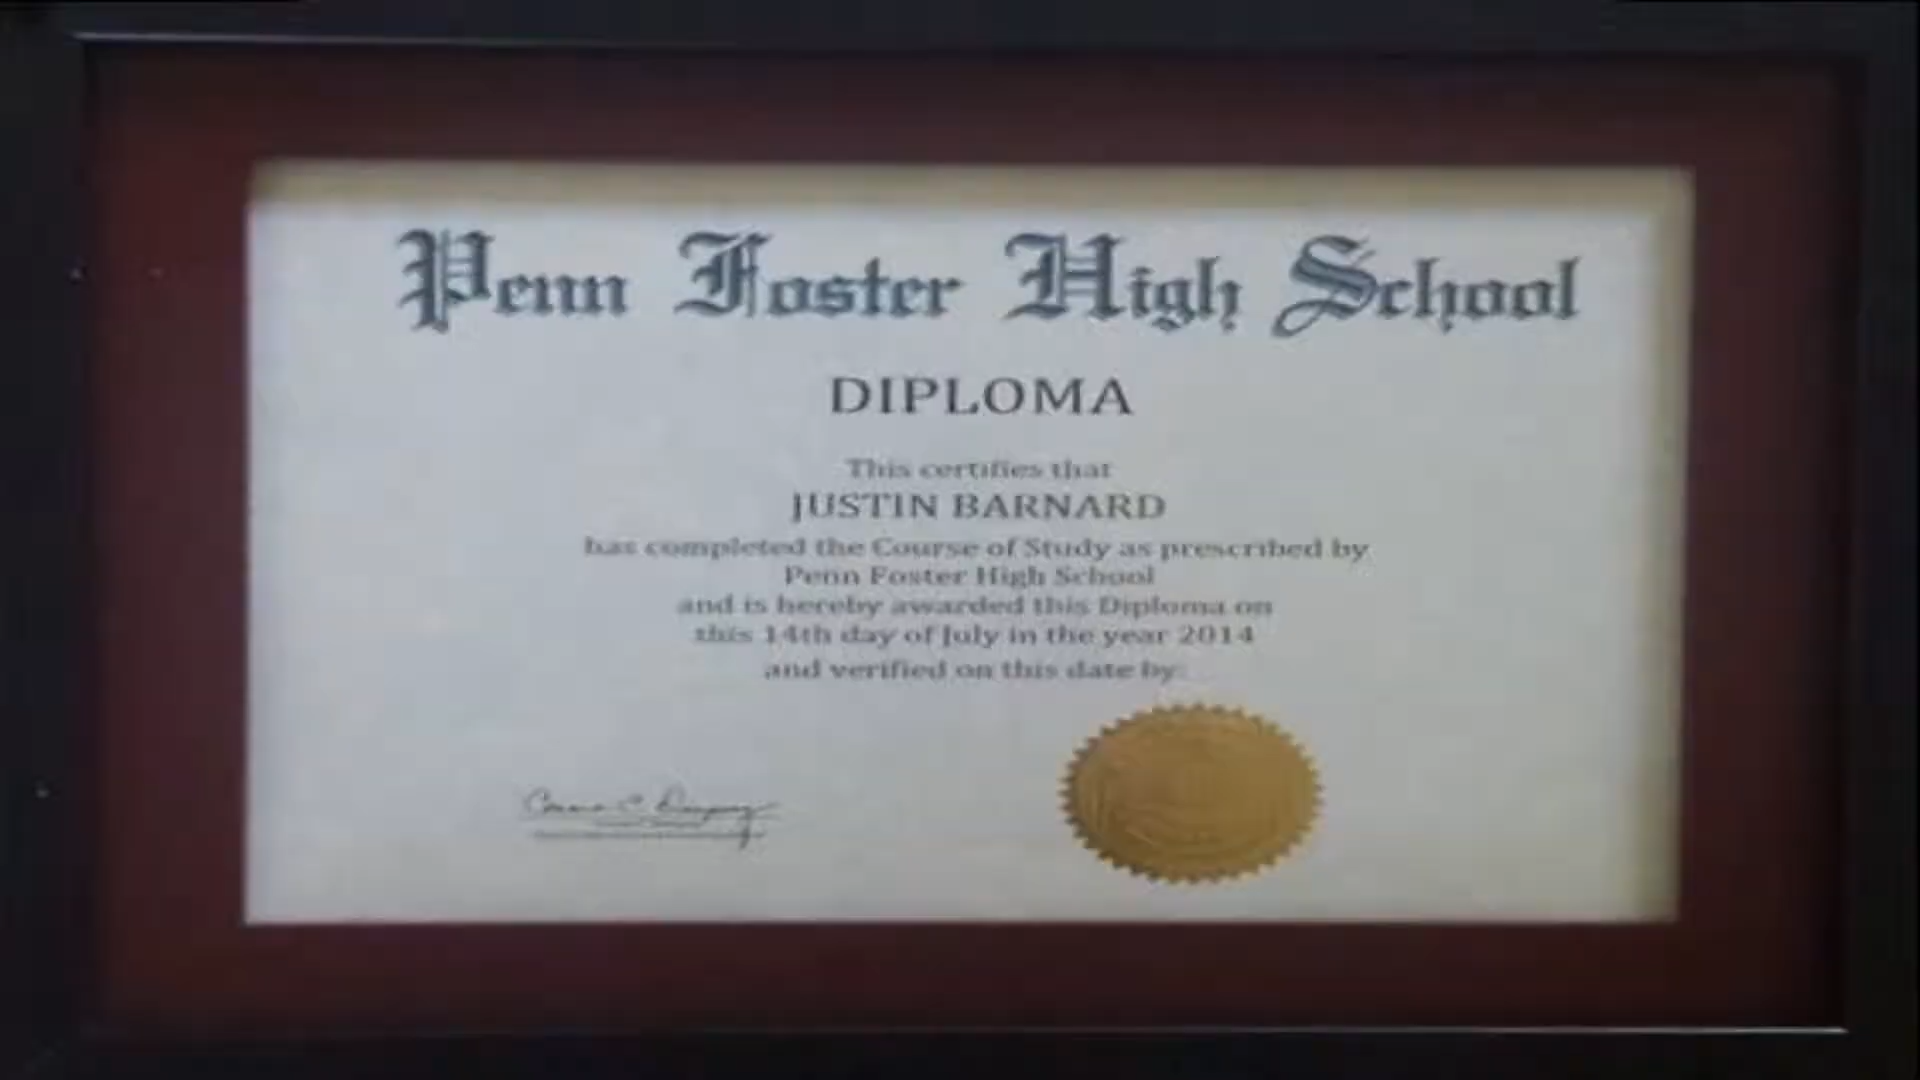 Penn Foster High School
DIPLOMA
This certifies that
JUSTIN BARNARD
has completed the Course of Study as prescribed by
Penn Foster High School
and is hereby awarded this Diploma on
this 14th day of July in the year 2014
and verified on this date by: